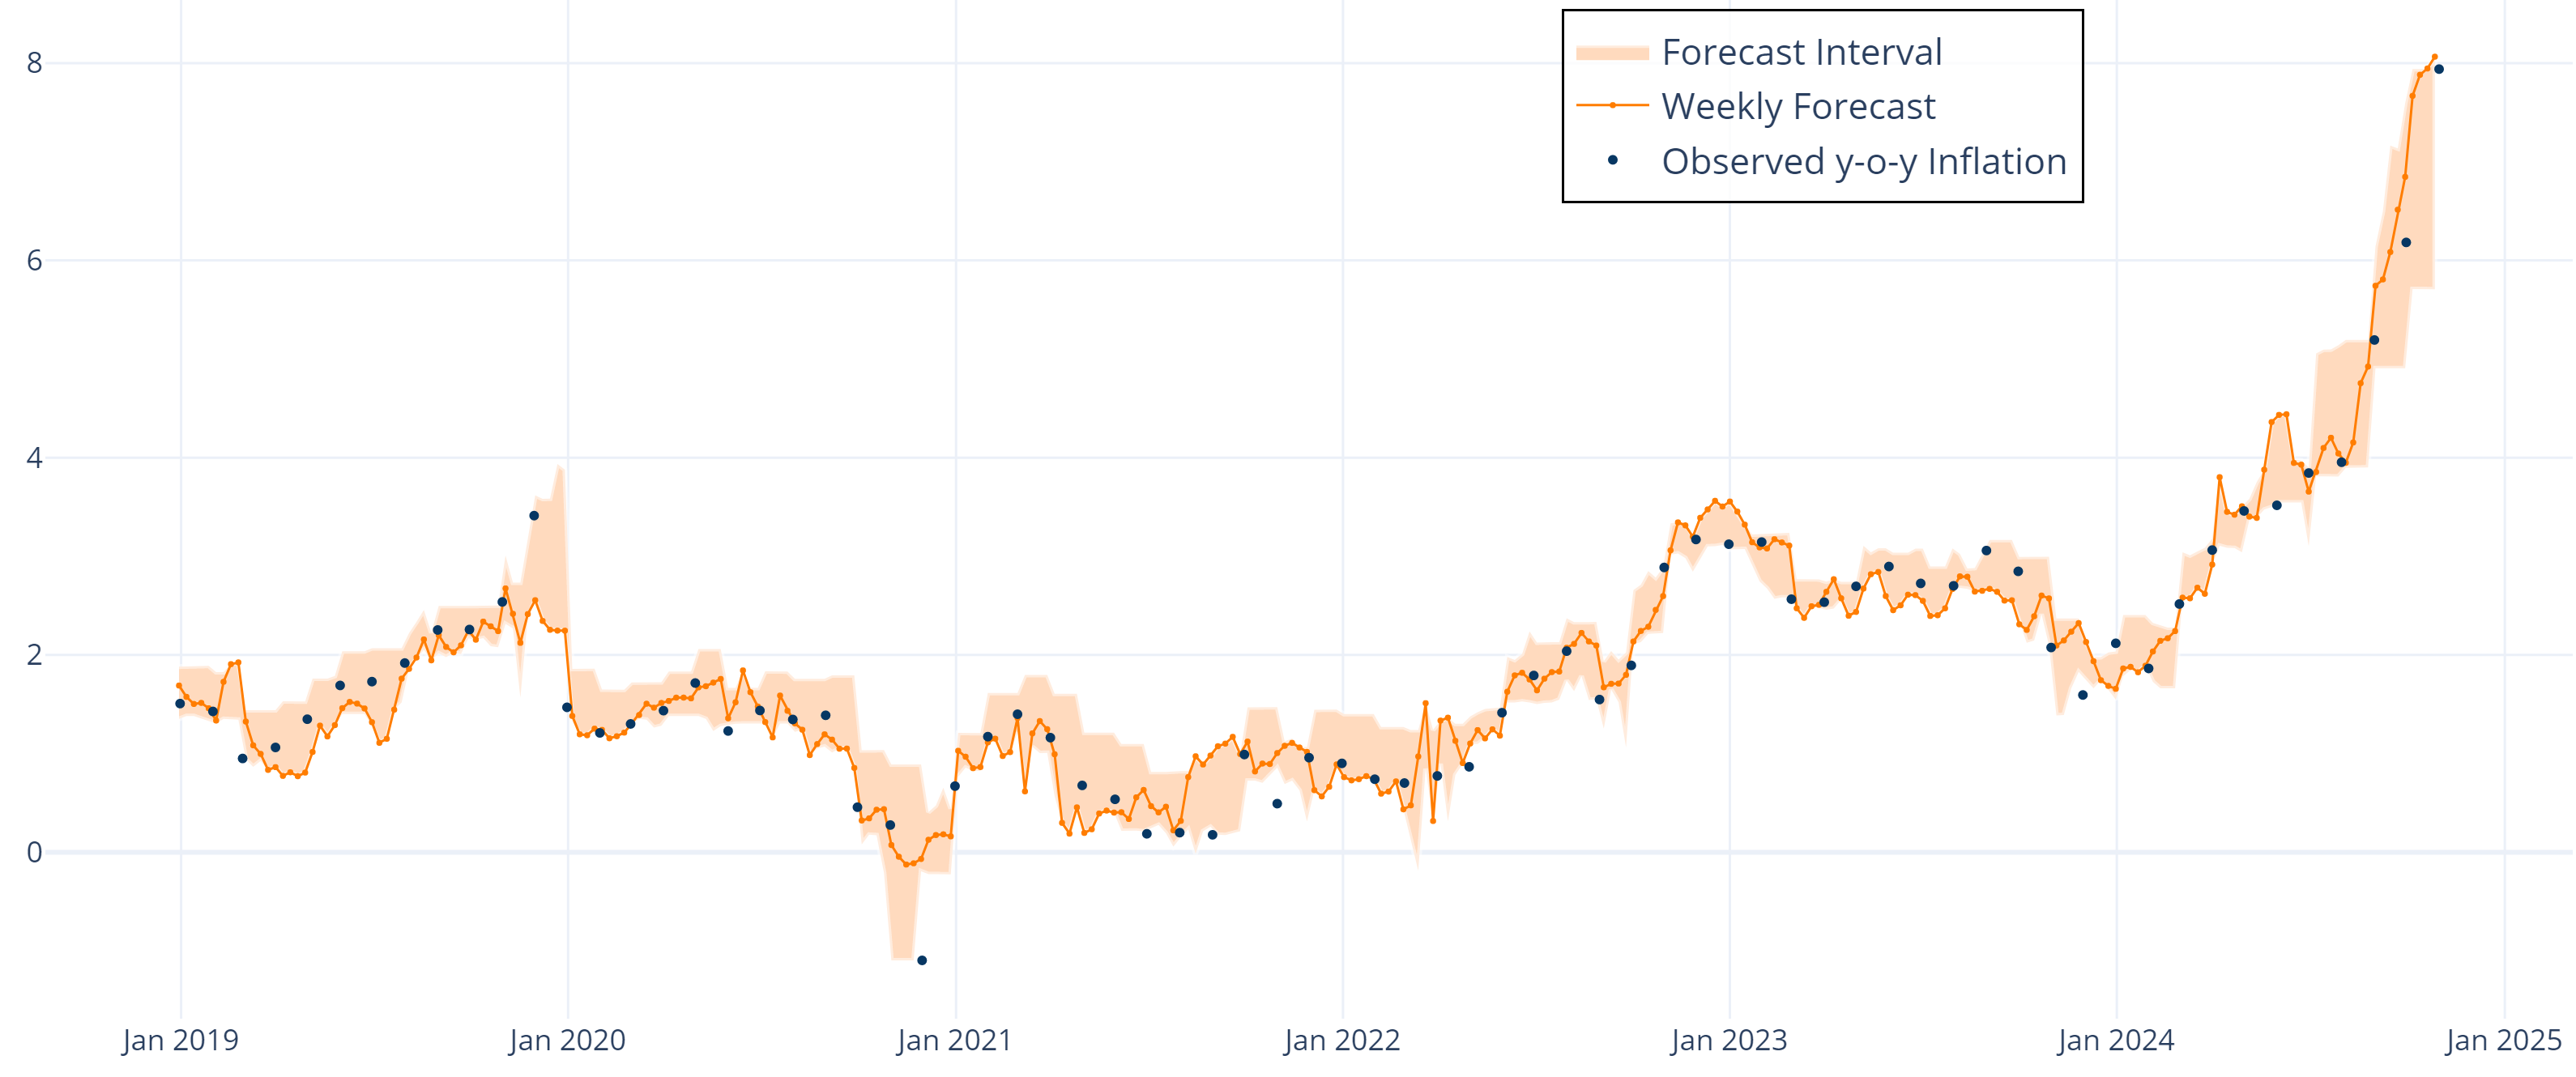 Forecast Interval
Weekly Forecast
Observed y-o-y Inflation
8
6
4
2
0
Jan 2019 Jan 2020 Jan 2021 Jan 2022 Jan 2023 Jan 2024 Jan 2025